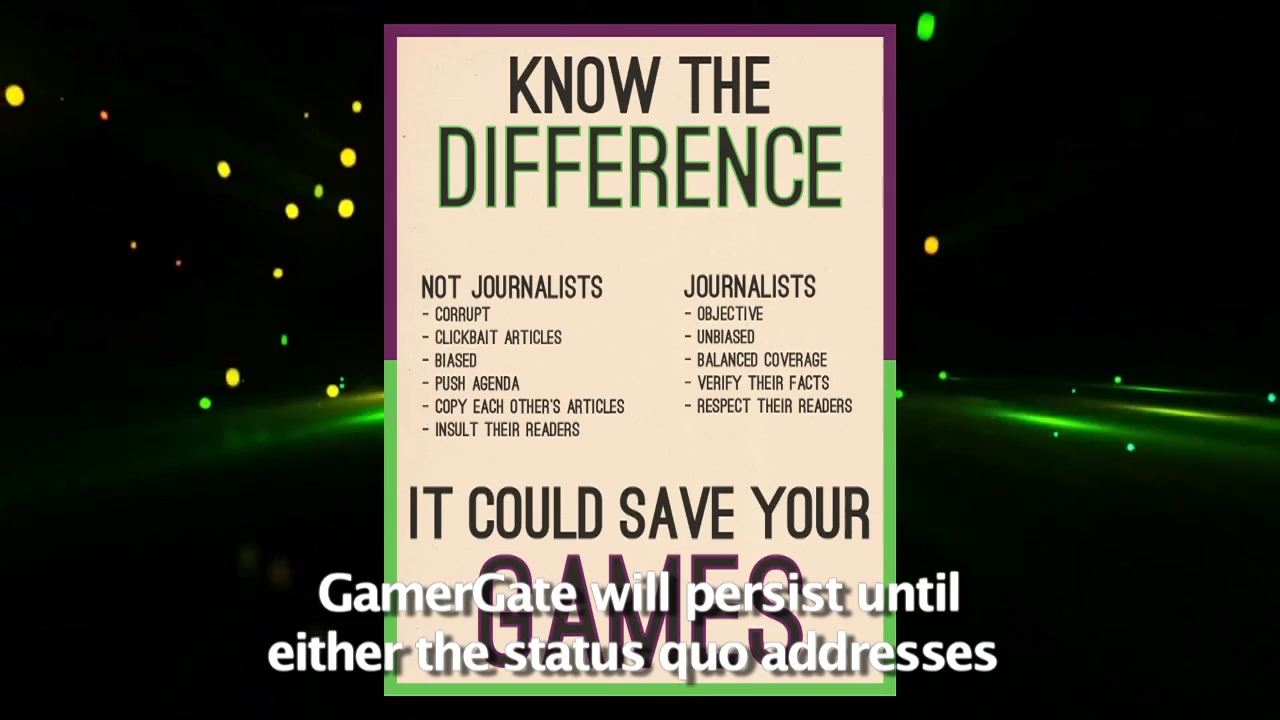 KNOW THE
DIFFERENCE
NOT JOURNALISTS
- CORRUPT
- CLICKBAIT ARTICLES
- BIASED
- PUSH AGENDA
- COPY EACH OTHER'S ARTICLES
- INSULT THEIR READERS
JOURNALISTS
- OBJECTIVE
- UNBIASED
- BALANCED COVERAGE
- VERIFY THEIR FACTS
- RESPECT THEIR READERS
IT COULD SAVE YOUR
GAMES
GamerGate will persist until
either the status quo addresses